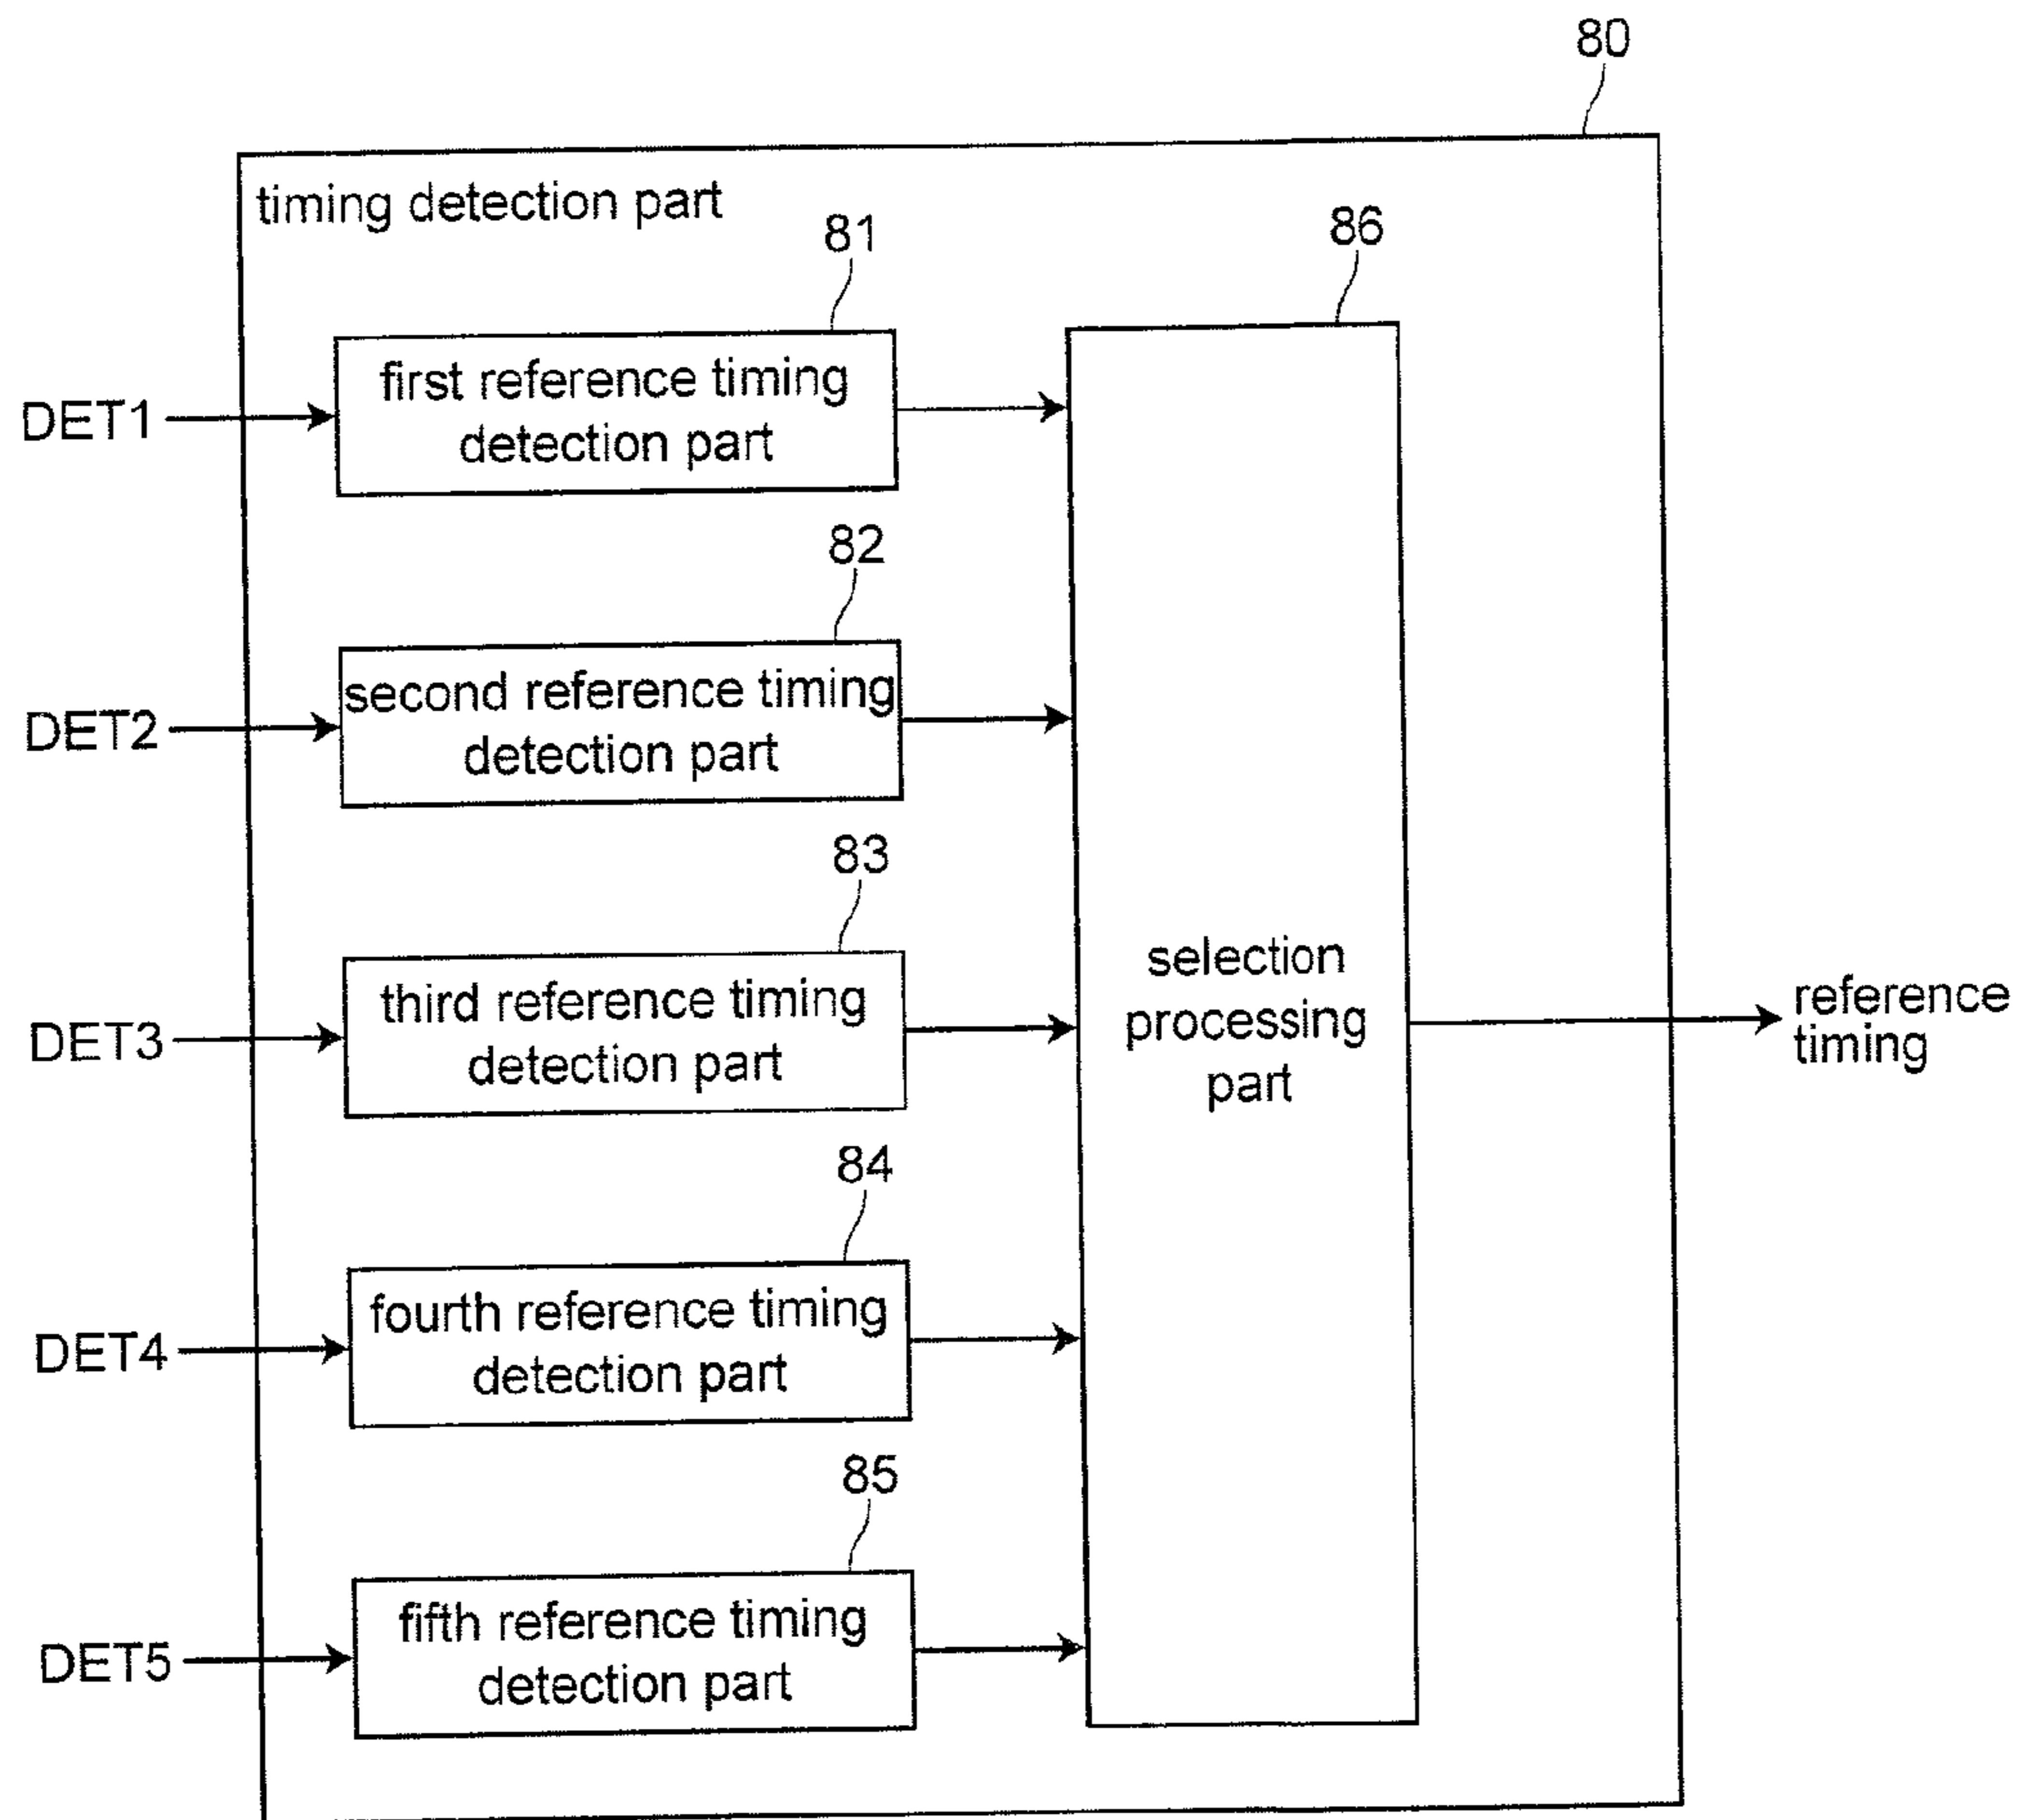 80
timing detection part
81
86
first reference timing
detection part
DET1
82
second reference timing
detection part
DET2
83
third reference timing
detection part
DET3
selection
processing
part
reference
timing
84
fourth reference timing
detection part
DET4
85
fifth reference timing
detection part
DET5